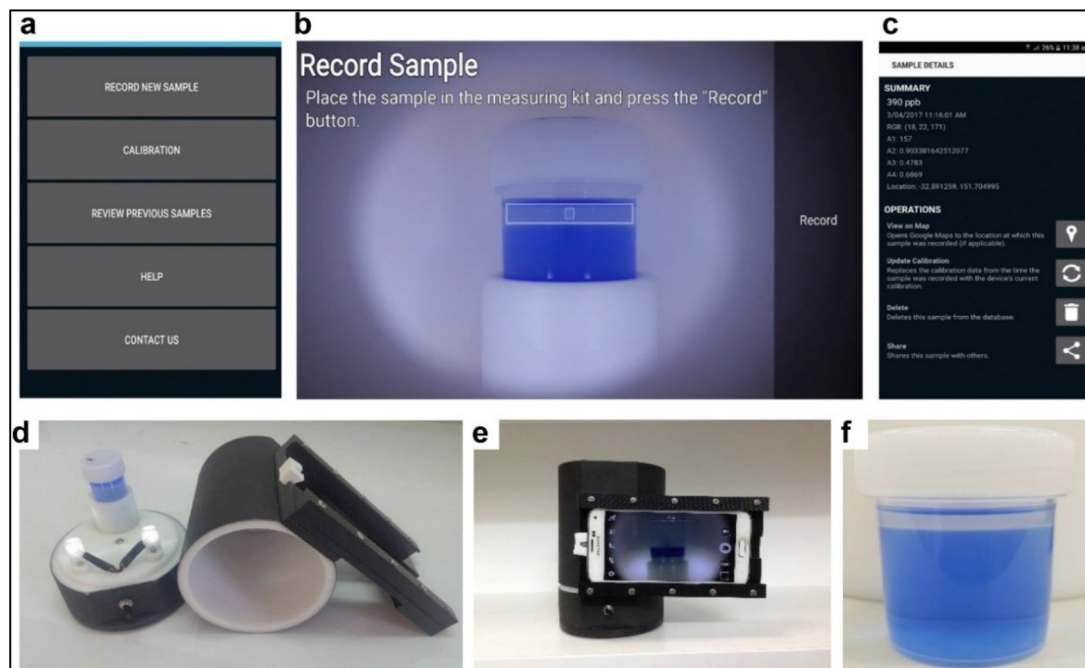 a
RECORD NEW SAMPLE
CALIBRATION
REVIEW PREVIOUS SAMPLES
HELP
CONTACT US
b
Record Sample
Place the sample in the measuring kit and press the "Record"
button.
Record
c
26% 11:38
SAMPLE DETAILS
SUMMARY
390 ppb
3/04/2017 11:16:01 AM
RGB: (18, 22, 171)
A1: 157
A2: 0.903381642512077
A3: 0.4783
A4: 0.6869
Location: -32.891259, 151.704995
OPERATIONS
View on Map
Opens Google Maps to the location at which this
sample was recorded (if applicable).
Update Calibration
Replaces the calibration data from the time the
sample was recorded with the device's current
calibration.
Delete
Deletes this sample from the database.
Share
Shares this sample with others.
d
e
f